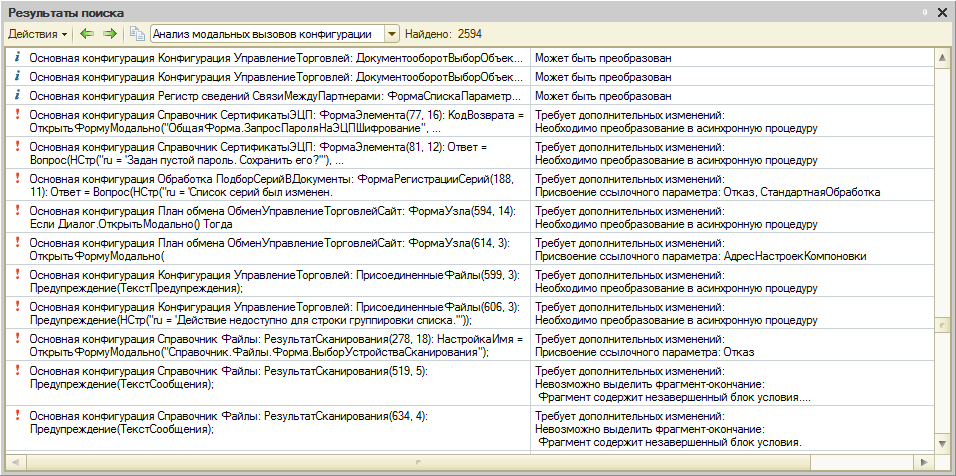 Результаты поиска
Действия
Анализ модальных вызовов конфигурации
Найдено: 2594
Основная конфигурация Конфигурация УправлениеТорговлей: ДокументооборотВыборОбъек...
Может быть преобразован
Основная конфигурация Конфигурация УправлениеТорговлей: ДокументооборотВыборОбъек...
Может быть преобразован
Основная конфигурация Регистр сведений СвязиМеждуПартнерами: ФормаСпискаПараметр...
Может быть преобразован
Основная конфигурация Справочник СертификатыЭЦП: ФормаЭлемента(77, 16): КодВозврата =
ОткрытьФормуМодально("ОбщаяФорма.ЗапросПароляНаЭЦПШифрование", ...
Требует дополнительных изменений:
Необходимо преобразование в асинхронную процедуру
Основная конфигурация Справочник СертификатыЭЦП: ФормаЭлемента(81, 12): Ответ =
Вопрос(НСтр("ru = 'Задан пустой пароль. Сохранить его?'"), ...
Требует дополнительных изменений:
Необходимо преобразование в асинхронную процедуру
Основная конфигурация Обработка ПодборСерийВДокументы: ФормаРегистрацииСерий(188,
11): Ответ = Вопрос(НСтр("ru = 'Список серий был изменен.
Требует дополнительных изменений:
Присвоение ссылочного параметра: Отказ, СтандартнаяОбработка
Основная конфигурация План обмена ОбменУправлениеТорговлейСайт: ФормаУзла(594, 14):
Если Диалог.ОткрытьМодально() Тогда
Требует дополнительных изменений:
Необходимо преобразование в асинхронную процедуру
Основная конфигурация План обмена ОбменУправлениеТорговлейСайт: ФормаУзла(614, 3):
ОткрытьФормуМодально(
Требует дополнительных изменений:
Присвоение ссылочного параметра: АдресНастроекКомпоновки
Основная конфигурация Конфигурация УправлениеТорговлей: ПрисоединенныеФайлы(599, 3):
Предупреждение(ТекстПредупреждения);
Требует дополнительных изменений:
Необходимо преобразование в асинхронную процедуру
Основная конфигурация Конфигурация УправлениеТорговлей: ПрисоединенныеФайлы(606, 3):
Предупреждение(НСтр("ru = 'Действие недоступно для строки группировки списка.'"));
Требует дополнительных изменений:
Необходимо преобразование в асинхронную процедуру
Основная конфигурация Справочник Файлы: РезультатСканирования(278, 18): НастройкаИмя =
ОткрытьФормуМодально("Справочник.Файлы.Форма.ВыборУстройстваСканирования");
Требует дополнительных изменений:
Присвоение ссылочного параметра: Отказ
Основная конфигурация Справочник Файлы: РезультатСканирования(519, 5):
Предупреждение(ТекстСообщения);
Требует дополнительных изменений:
Невозможно выделить фрагмент-окончание:
Фрагмент содержит незавершенный блок условия....
Основная конфигурация Справочник Файлы: РезультатСканирования(634, 4):
Предупреждение(ТекстСообщения);
Требует дополнительных изменений:
Невозможно выделить фрагмент-окончание:
Фрагмент содержит незавершенный блок условия.